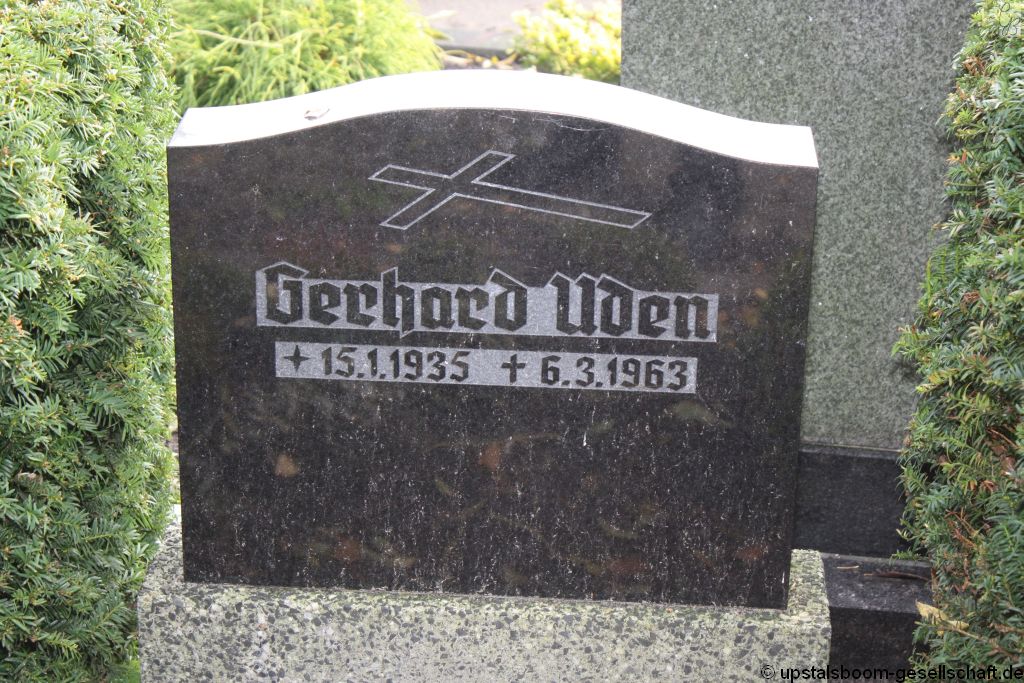 Gerhard Uden
✦ 15.1.1935 ✝ 6.3.1963
© upstalsboom-gesellschaft.de